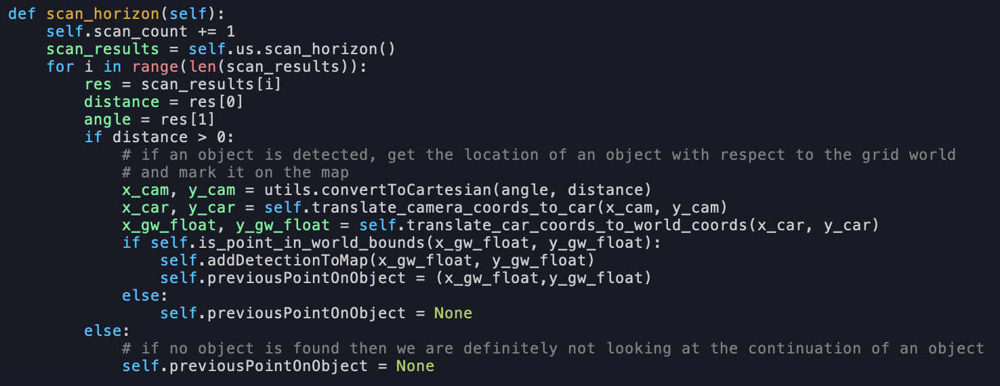 def scan_horizon(self):
    self.scan_count += 1
    scan_results = self.us.scan_horizon()
    for i in range(len(scan_results)):
        res = scan_results[i]
        distance = res[0]
        angle = res[1]
        if distance > 0:
            # if an object is detected, get the location of an object with respect to the grid world
            # and mark it on the map
            x_cam, y_cam = utils.convertToCartesian(angle, distance)
            x_car, y_car = self.translate_camera_coords_to_car(x_cam, y_cam)
            x_gw_float, y_gw_float = self.translate_car_coords_to_world_coords(x_car, y_car)
            if self.is_point_in_world_bounds(x_gw_float, y_gw_float):
                self.addDetectionToMap(x_gw_float, y_gw_float)
                self.previousPointOnObject = (x_gw_float,y_gw_float)
            else:
                self.previousPointOnObject = None
        else:
            # if no object is found then we are definitely not looking at the continuation of an object
            self.previousPointOnObject = None